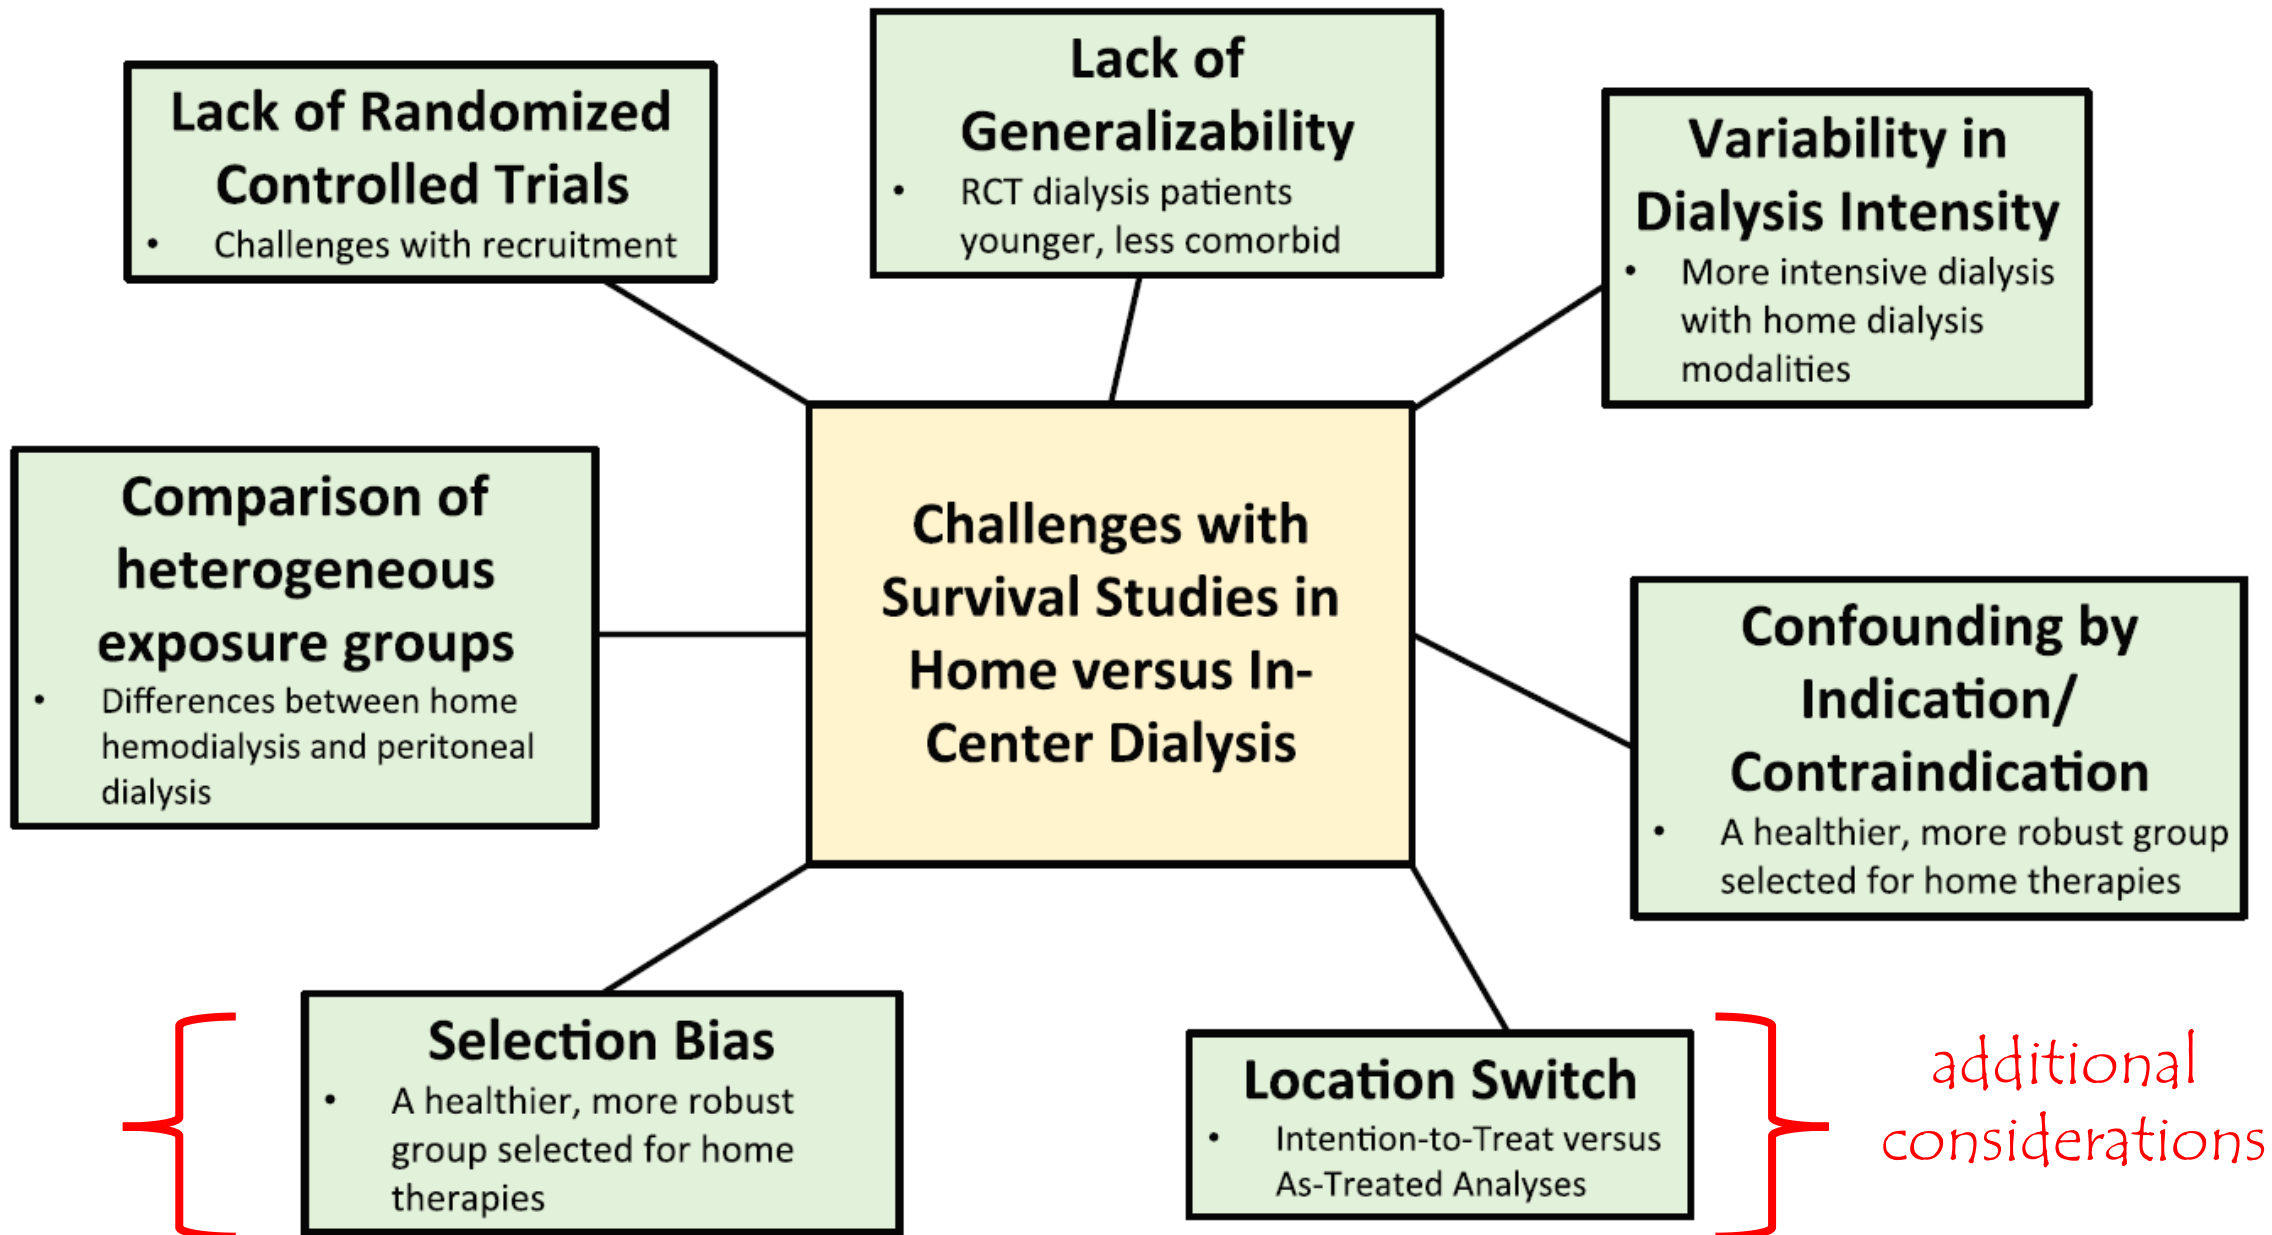 Lack of Randomized
Controlled Trials
• Challenges with recruitment
Lack of
Generalizability
• RCT dialysis patients
younger, less comorbid
Variability in
Dialysis Intensity
• More intensive dialysis
with home dialysis
modalities
Comparison of
heterogeneous
exposure groups
• Differences between home
hemodialysis and peritoneal
dialysis
Challenges with
Survival Studies in
Home versus In-
Center Dialysis
Confounding by
Indication/
Contraindication
• A healthier, more robust group
selected for home therapies
Selection Bias
• A healthier, more robust
group selected for home
therapies
Location Switch
• Intention-to-Treat versus
As-Treated Analyses
additional
considerations